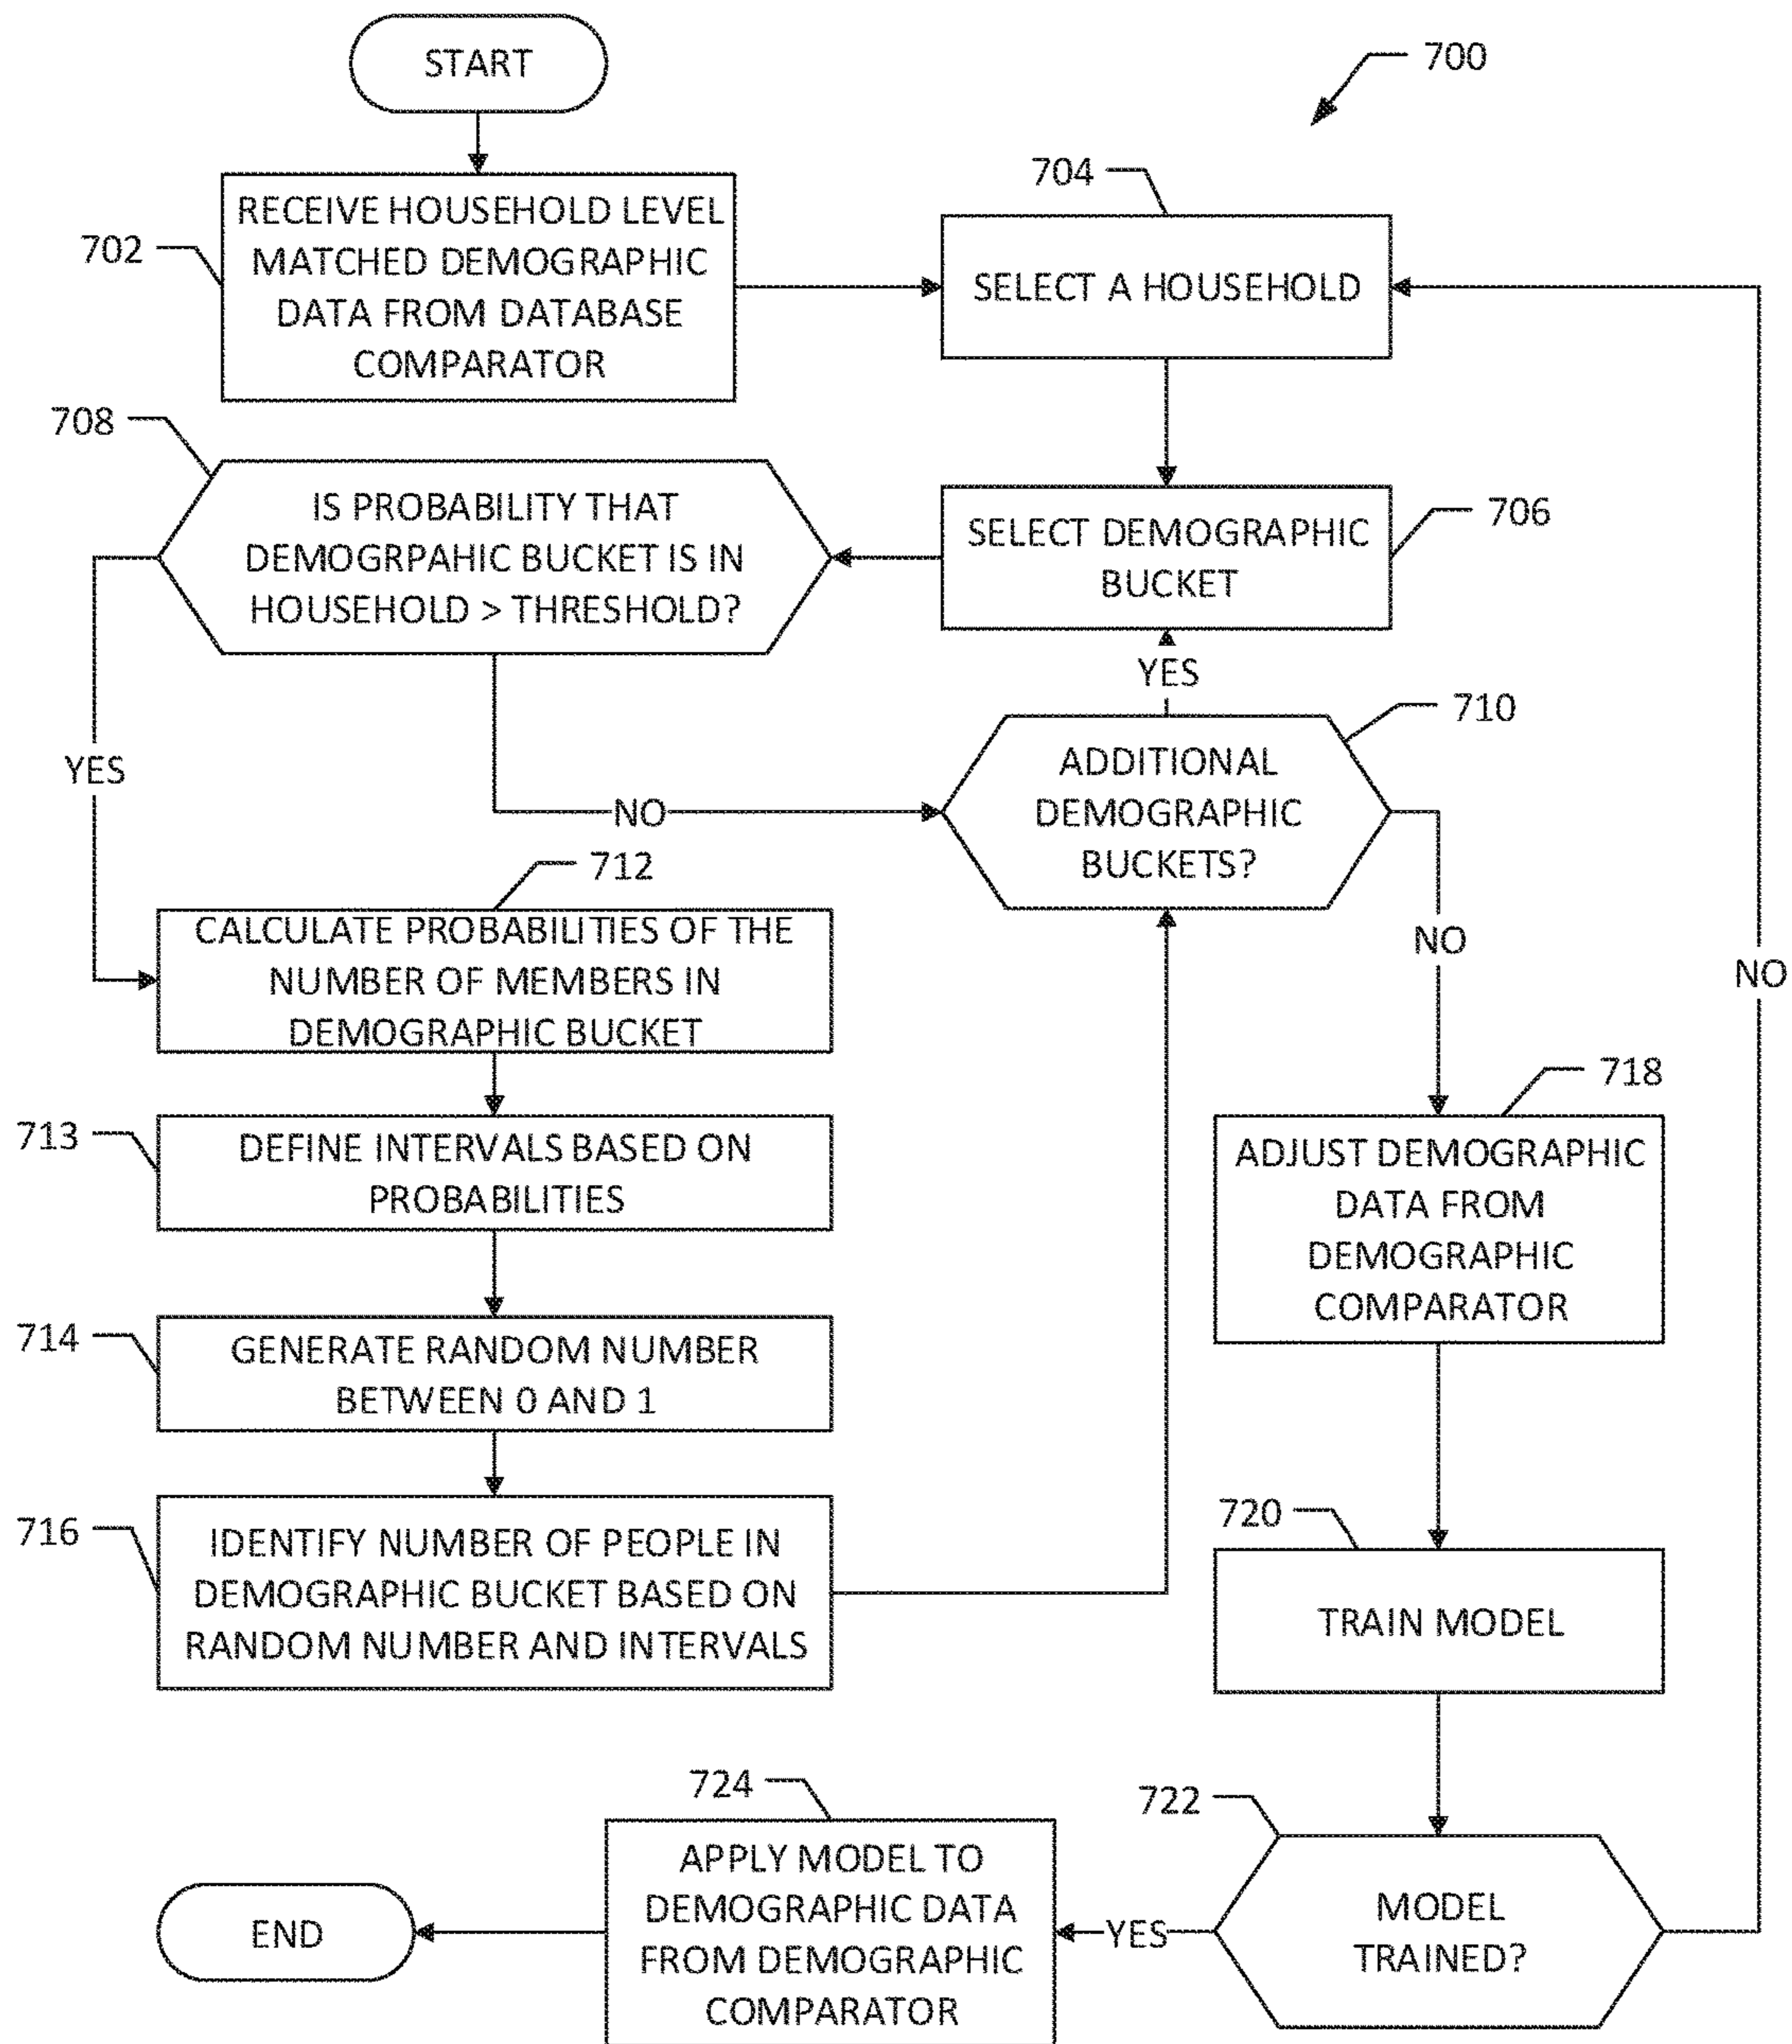 START
700
702
RECEIVE HOUSEHOLD LEVEL
MATCHED DEMOGRAPHIC
DATA FROM DATABASE
COMPARATOR
704
SELECT A HOUSEHOLD
706
SELECT DEMOGRAPHIC
BUCKET
708
IS PROBABILITY THAT
DEMOGRPAHIC BUCKET IS IN
HOUSEHOLD > THRESHOLD?
YES
NO
YES
710
ADDITIONAL
DEMOGRAPHIC
BUCKETS?
NO
NO
712
CALCULATE PROBABILITIES OF THE
NUMBER OF MEMBERS IN
DEMOGRAPHIC BUCKET
713
DEFINE INTERVALS BASED ON
PROBABILITIES
714
GENERATE RANDOM NUMBER
BETWEEN 0 AND 1
716
IDENTIFY NUMBER OF PEOPLE IN
DEMOGRAPHIC BUCKET BASED ON
RANDOM NUMBER AND INTERVALS
718
ADJUST DEMOGRAPHIC
DATA FROM
DEMOGRAPHIC
COMPARATOR
720
TRAIN MODEL
722
MODEL
TRAINED?
YES
724
APPLY MODEL TO
DEMOGRAPHIC DATA
FROM DEMOGRAPHIC
COMPARATOR
END